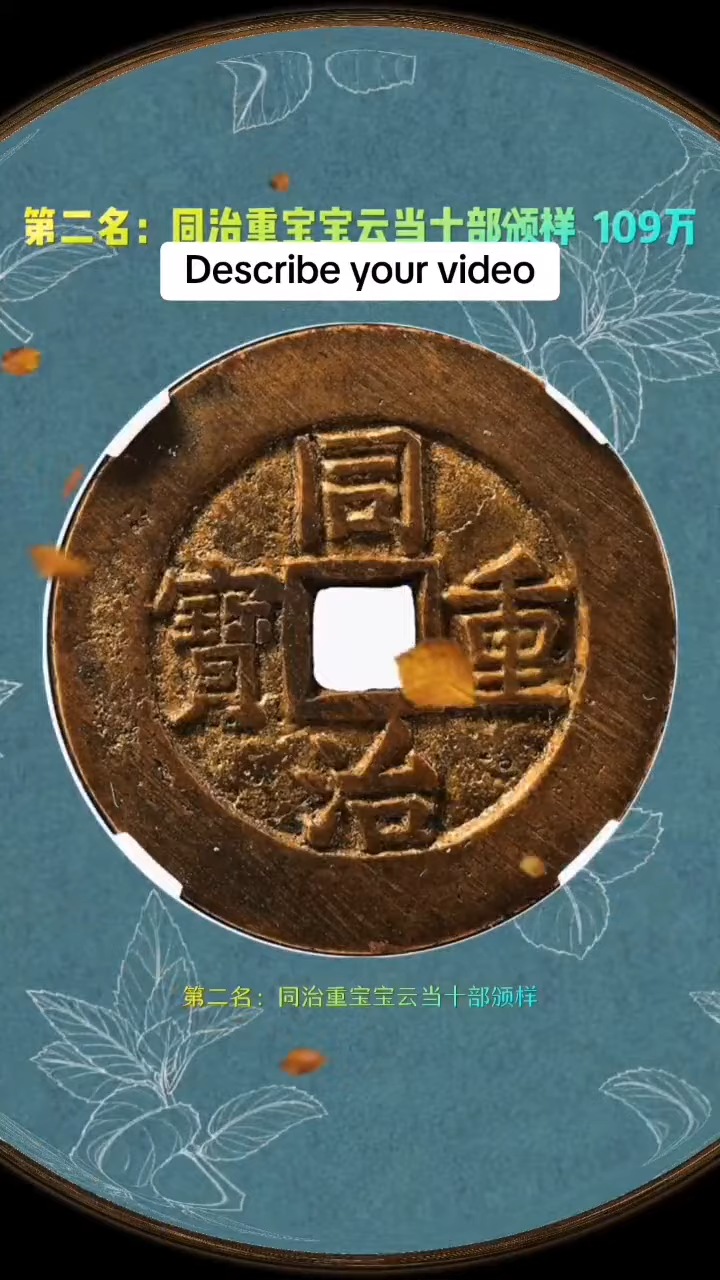 第二名：同治重宝宝云当十部颁样 109万
Describe your video
同
寶 重
治
第二名：同治重宝宝云当十部颁样